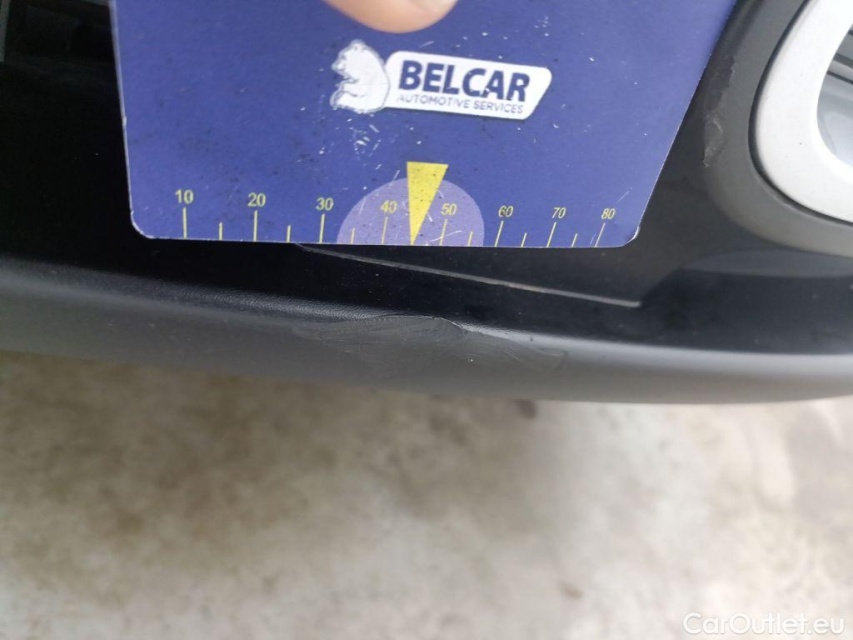 BELCAR
AUTOMOTIVE SERVICES
10 20 30 40 50 60 70 80
CarOutlet.eu